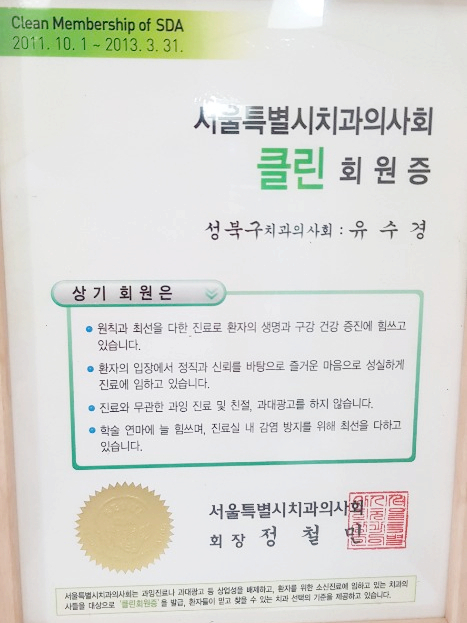 Clean Membership of SDA
2011. 10. 1 ~ 2013. 3. 31.
서울특별시치과의사회
클린 회원증
성북구치과의사회 : 유수경
상기 회원은
원칙과 최선을 다한 진료로 환자의 생명과 구강 건강 증진에 힘쓰고
있습니다.
환자의 입장에서 정직과 신뢰를 바탕으로 즐거운 마음으로 성실하게
진료에 임하고 있습니다.
진료와 무관한 과잉 진료 및 친절, 과대광고를 하지 않습니다.
학술 연마에 늘 힘쓰며, 진료실 내 감염 방지를 위해 최선을 다하고
있습니다.
서울특별시치과의사회
회장 정철민
서울특별시치과의사회는 과잉진료나 과대광고 등 상업성을 배제하고, 환자를 위한 소신진료에 임하고 있는 치과의
사들을 대상으로 '클린회원증'을 발급, 환자들이 믿고 찾을 수 있는 치과 선택의 기준을 제공하고 있습니다.